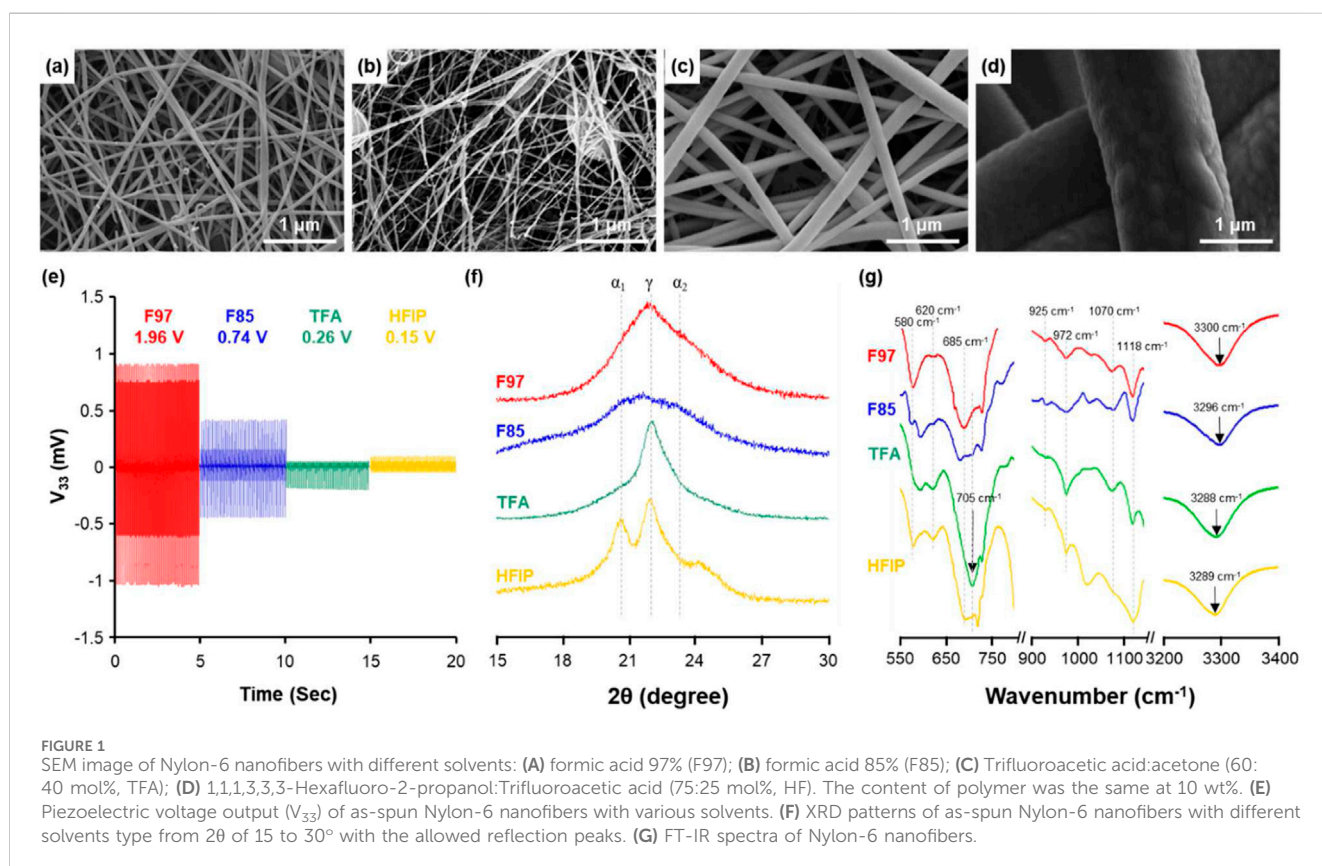 (a)
(b)
(c)
(d)
1 μm
1 μm
1 μm
1 μm
(e)
(f)
(g)
F97
1.96 V
F85
0.74 V
TFA
0.26 V
HFIP
0.15 V
V33 (mV)
1.5
1
0.5
0
-0.5
-1
-1.5
0
5
10
15
20
Time (Sec)
α1
γ
α2
F97
F85
TFA
HFIP
15
18
21
24
27
30
2θ (degree)
620 cm-1
580 cm-1
685 cm-1
925 cm-1
1070 cm-1
972 cm-1
1118 cm-1
3300 cm-1
F97
F85
3296 cm-1
TFA
705 cm-1
3288 cm-1
HFIP
3289 cm-1
550
650
750
900
1000
1100
3200
3300
3400
Wavenumber (cm-1)
FIGURE 1
SEM image of Nylon-6 nanofibers with different solvents: (A) formic acid 97% (F97); (B) formic acid 85% (F85); (C) Trifluoroacetic acid:acetone (60:
40 mol%, TFA); (D) 1,1,1,3,3,3-Hexafluoro-2-propanol:Trifluoroacetic acid (75:25 mol%, HF). The content of polymer was the same at 10 wt%. (E)
Piezoelectric voltage output (V33) of as-spun Nylon-6 nanofibers with various solvents. (F) XRD patterns of as-spun Nylon-6 nanofibers with different
solvents type from 2θ of 15 to 30° with the allowed reflection peaks. (G) FT-IR spectra of Nylon-6 nanofibers.